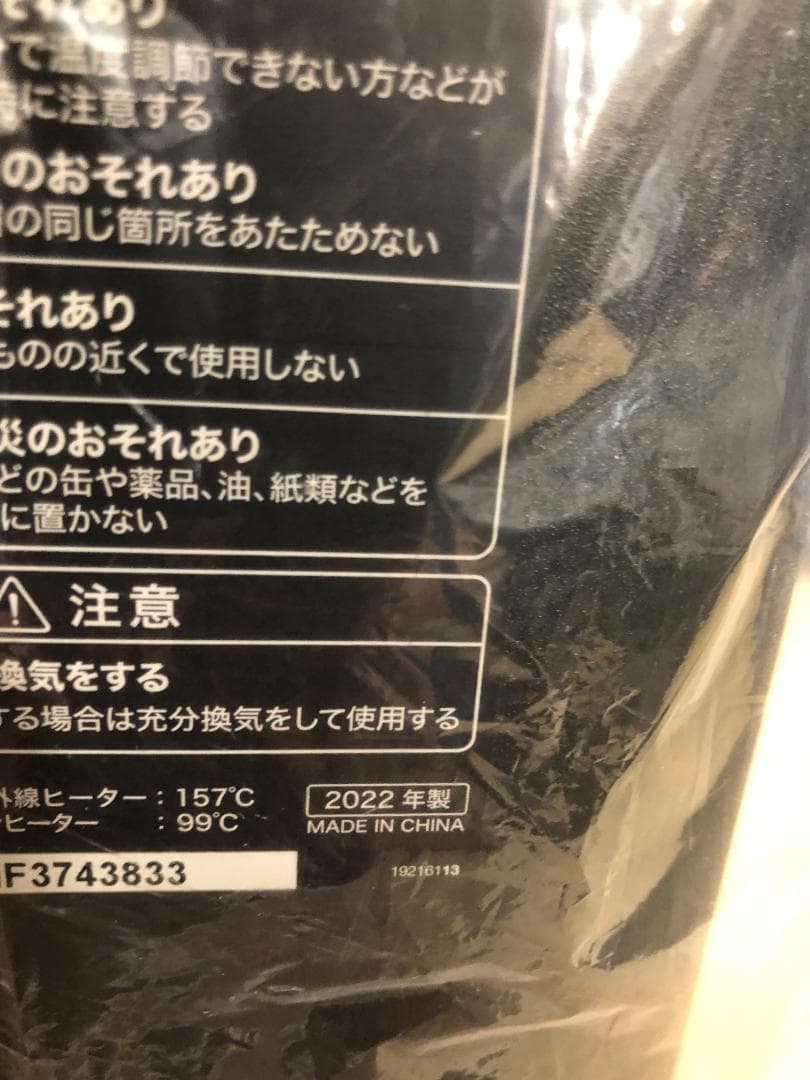 それあり
で温度調節できない方などが
に注意する
のおそれあり
の同じ箇所をあたためない
それあり
ものの近くで使用しない
災のおそれあり
どの缶や薬品、油、紙類などを
に置かない
注意
換気をする
する場合は充分換気をして使用する
外線ヒーター：157℃
ヒーター ：99℃
2022年製
MADE IN CHINA
F3743833
19216113